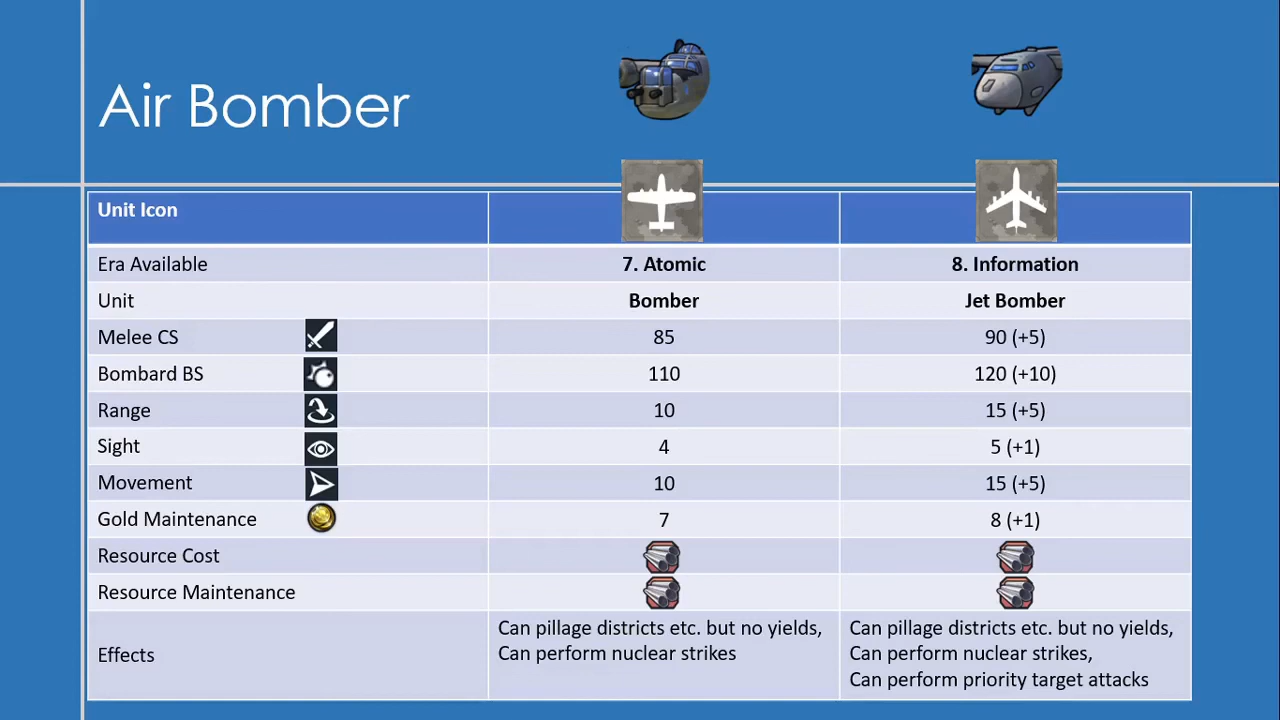 Air Bomber
Unit Icon
Era Available 7. Atomic 8. Information
Unit Bomber Jet Bomber
Melee CS 85 90 (+5)
Bombard BS 110 120 (+10)
Range 10 15 (+5)
Sight 4 5 (+1)
Movement 10 15 (+5)
Gold Maintenance 7 8 (+1)
Resource Cost
Resource Maintenance
Effects
Can pillage districts etc. but no yields,
Can perform nuclear strikes
Can pillage districts etc. but no yields,
Can perform nuclear strikes,
Can perform priority target attacks